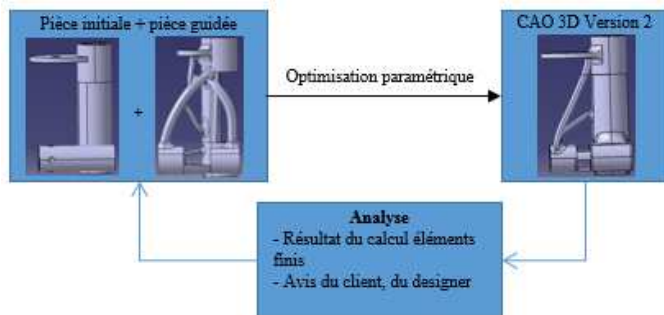 Pièce initiale + pièce guidée
+
Optimisation paramétrique
CAO 3D Version 2
Analyse
- Résultat du calcul éléments
finis
- Avis du client, du designer